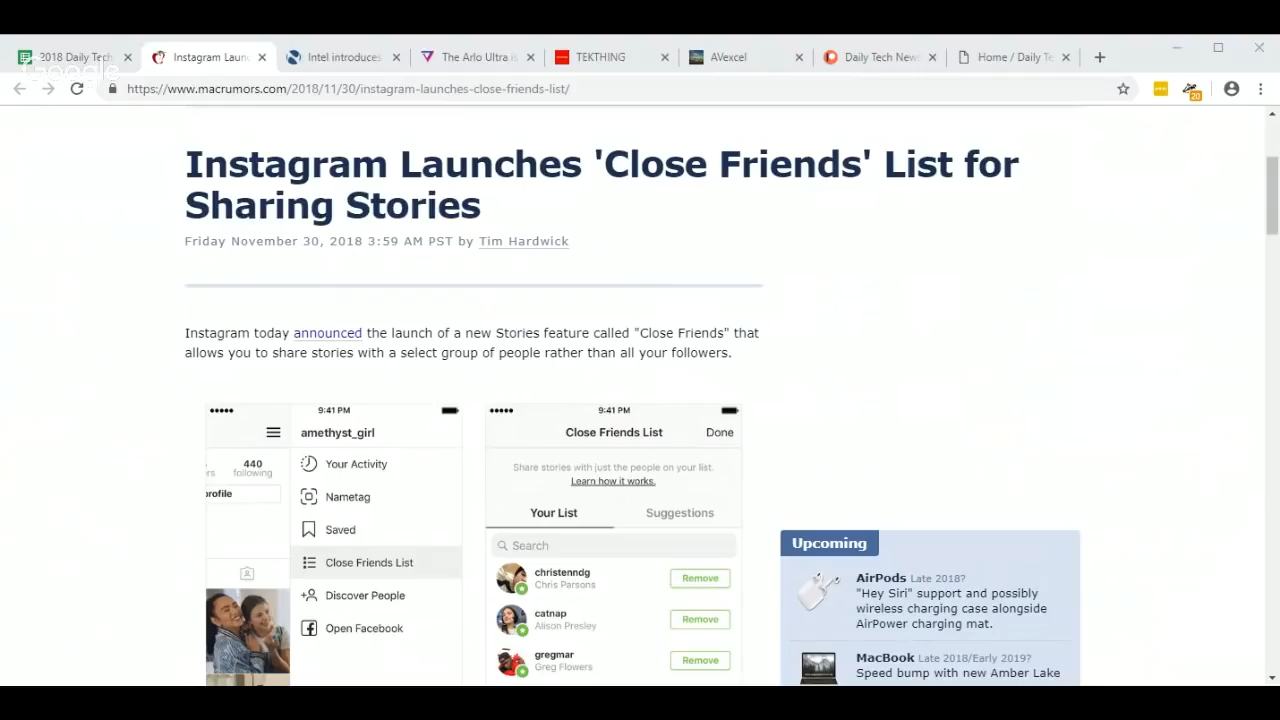 2018 Daily Tech
Instagram Laun
Intel introduces
The Arlo Ultra is
TEKTHING
AVexcel
Daily Tech New
Home / Daily Te
Google
https://www.macrumors.com/2018/11/30/instagram-launches-close-friends-list/
20
Instagram Launches 'Close Friends' List for
Sharing Stories
Friday November 30, 2018 3:59 AM PST by Tim Hardwick
Instagram today announced the launch of a new Stories feature called "Close Friends" that
allows you to share stories with a select group of people rather than all your followers.
9:41 PM
amethyst_girl
440
rs following
profile
Your Activity
Nametag
Saved
Close Friends List
Discover People
Open Facebook
9:41 PM
Close Friends List Done
Share stories with just the people on your list.
Learn how it works.
Your List Suggestions
Search
christenndg
Chris Parsons
Remove
catnap
Alison Presley
Remove
gregmar
Greg Flowers
Remove
Upcoming
AirPods Late 2018?
"Hey Siri" support and possibly
wireless charging case alongside
AirPower charging mat.
MacBook Late 2018/Early 2019?
Speed bump with new Amber Lake